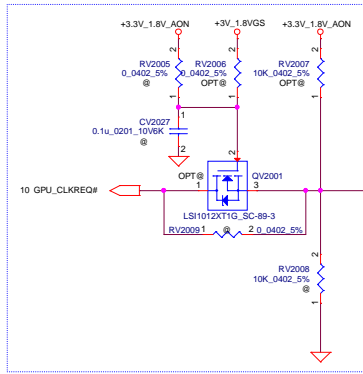 +3.3V_1.8V_AON +3V_1.8VGS +3.3V_1.8V_AON
2 2 2
RV2005 RV2006 RV2007
0_0402_5% 0_0402_5% 10K_0402_5%
@ OPT@ OPT@
1 1 1
CV2027 1
0.1u_0201_10V6K
@ 2
2
OPT@ QV2001
10 GPU_CLKREQ# 1 3
LSI1012XT1G_SC-89-3
RV2009 1 @ 2 0_0402_5%
2
RV2008
10K_0402_5%
@
1